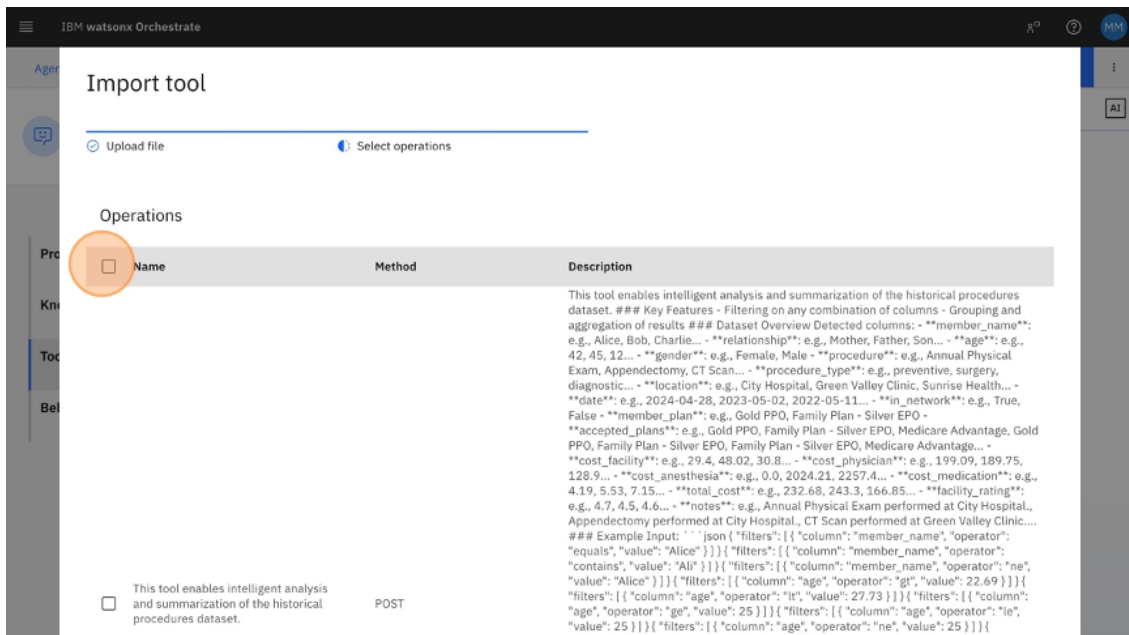 IBM watsonx Orchestrate
MM
Agen
AI
Import tool
Upload file
Select operations
Operations
Pro
Kno
Too
Beh
Name Method Description
This tool enables intelligent analysis and summarization of the historical procedures
dataset. ### Key Features - Filtering on any combination of columns - Grouping and
aggregation of results ### Dataset Overview Detected columns: - **member_name**:
e.g., Alice, Bob, Charlie... - **relationship**: e.g., Mother, Father, Son... - **age**: e.g.,
42, 45, 12... - **gender**: e.g., Female, Male - **procedure**: e.g., Annual Physical
Exam, Appendectomy, CT Scan... - **procedure_type**: e.g., preventive, surgery,
diagnostic... - **location**: e.g., City Hospital, Green Valley Clinic, Sunrise Health... -
**date**: e.g., 2024-04-28, 2023-05-02, 2022-05-11... - **in_network**: e.g., True,
False - **member_plan**: e.g., Gold PPO, Family Plan - Silver EPO -
**accepted_plans**: e.g., Gold PPO, Family Plan - Silver EPO, Medicare Advantage, Gold
PPO, Family Plan - Silver EPO, Family Plan - Silver EPO, Medicare Advantage... -
**cost_facility**: e.g., 29.4, 48.02, 30.8... - **cost_physician**: e.g., 199.09, 189.75,
128.9... - **cost_anesthesia**: e.g., 0.0, 2024.21, 2257.4... - **cost_medication**: e.g.,
4.19, 5.53, 7.15... - **total_cost**: e.g., 232.68, 243.3, 166.85... - **facility_rating**:
e.g., 4.7, 4.5, 4.6... - **notes**: e.g., Annual Physical Exam performed at City Hospital.,
Appendectomy performed at City Hospital., CT Scan performed at Green Valley Clinic....
### Example Input: ```json { "filters": [ { "column": "member_name", "operator":
"equals", "value": "Alice" } ] } { "filters": [ { "column": "member_name", "operator":
"contains", "value": "Ali" } ] } { "filters": [ { "column": "member_name", "operator": "ne",
"value": "Alice" } ] } { "filters": [ { "column": "age", "operator": "gt", "value": 22.69 } ] } {
"filters": [ { "column": "age", "operator": "lt", "value": 27.73 } ] } { "filters": [ { "column":
"age", "operator": "ge", "value": 25 } ] } { "filters": [ { "column": "age", "operator": "le",
"value": 25 } ] } { "filters": [ { "column": "age", "operator": "ne", "value": 25 } ] } {
This tool enables intelligent analysis
and summarization of the historical
procedures dataset.
POST